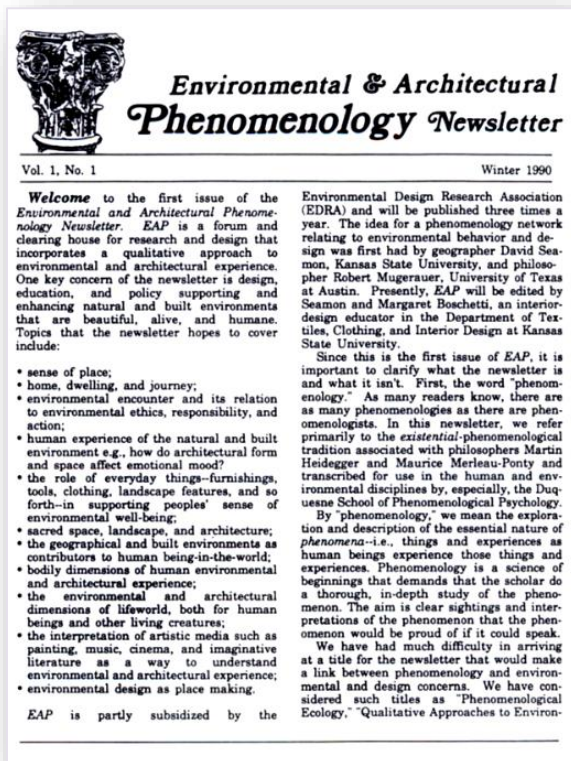 Environmental & Architectural
Phenomenology Newsletter
Vol. 1, No. 1
Winter 1990
Welcome to the first issue of the
Environmental and Architectural Phenome-
nology Newsletter. EAP is a forum and
clearing house for research and design that
incorporates a qualitative approach to
environmental and architectural experience.
One key concern of the newsletter is design,
education, and policy supporting and
enhancing natural and built environments
that are beautiful, alive, and humane.
Topics that the newsletter hopes to cover
include:
• sense of place;
• home, dwelling, and journey;
• environmental encounter and its relation
to environmental ethics, responsibility, and
action;
• human experience of the natural and built
environment e.g., how do architectural form
and space affect emotional mood?
• the role of everyday things--furnishings,
tools, clothing, landscape features, and so
forth--in supporting peoples' sense of
environmental well-being;
• sacred space, landscape, and architecture;
• the geographical and built environments as
contributors to human being-in-the-world;
• bodily dimensions of human environmental
and architectural experience;
• the environmental and architectural
dimensions of lifeworld, both for human
beings and other living creatures;
• the interpretation of artistic media such as
painting, music, cinema, and imaginative
literature as a way to understand
environmental and architectural experience;
• environmental design as place making.
EAP is partly subsidized by the
Environmental Design Research Association
(EDRA) and will be published three times a
year. The idea for a phenomenology network
relating to environmental behavior and de-
sign was first had by geographer David Sea-
mon, Kansas State University, and philoso-
pher Robert Mugerauer, University of Texas
at Austin. Presently, EAP will be edited by
Seamon and Margaret Boschetti, an interior-
design educator in the Department of Tex-
tiles, Clothing, and Interior Design at Kansas
State University.
Since this is the first issue of EAP, it is
important to clarify what the newsletter is
and what it isn't. First, the word "phenom-
enology." As many readers know, there are
as many phenomenologies as there are phen-
omenologists. In this newsletter, we refer
primarily to the existential-phenomenological
tradition associated with philosophers Martin
Heidegger and Maurice Merleau-Ponty and
transcribed for use in the human and env-
ironmental disciplines by, especially, the Duq-
uesne School of Phenomenological Psychology.
By "phenomenology," we mean the explora-
tion and description of the essential nature of
phenomena--i.e., things and experiences as
human beings experience those things and
experiences. Phenomenology is a science of
beginnings that demands that the scholar do
a thorough, in-depth study of the pheno-
menon. The aim is clear sightings and inter-
pretations of the phenomenon that the phen-
omenon would be proud of if it could speak.
We have had much difficulty in arriving
at a title for the newsletter that would make
a link between phenomenology and environ-
mental and design concerns. We have con-
sidered such titles as "Phenomenological
Ecology," "Qualitative Approaches to Environ-